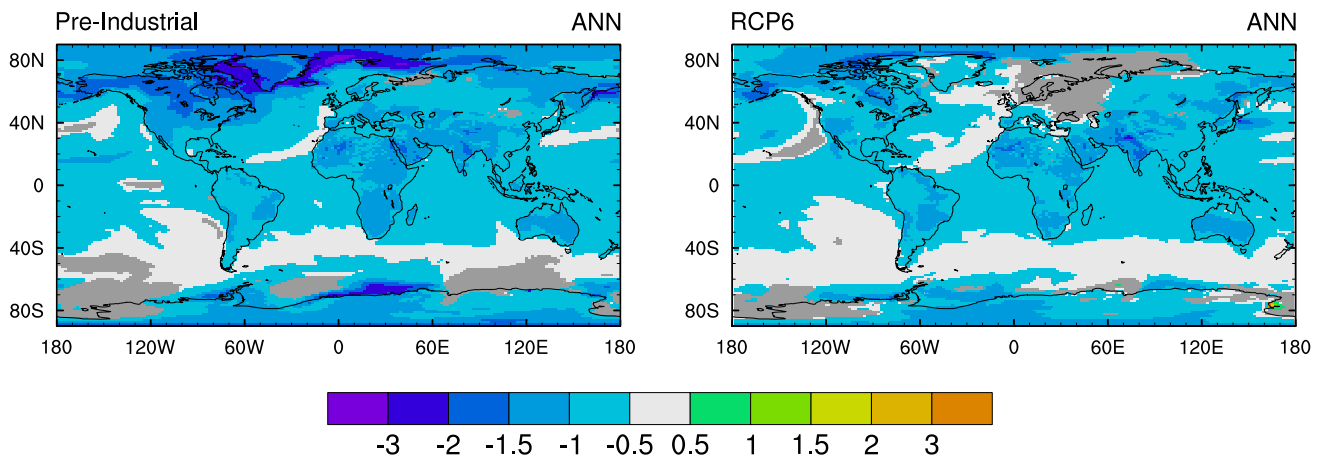 Pre-Industrial ANN RCP6 ANN
80N 80N
40N 40N
0 0
40S 40S
80S 80S
180 120W 60W 0 60E 120E 180 180 120W 60W 0 60E 120E 180
-3 -2 -1.5 -1 -0.5 0.5 1 1.5 2 3